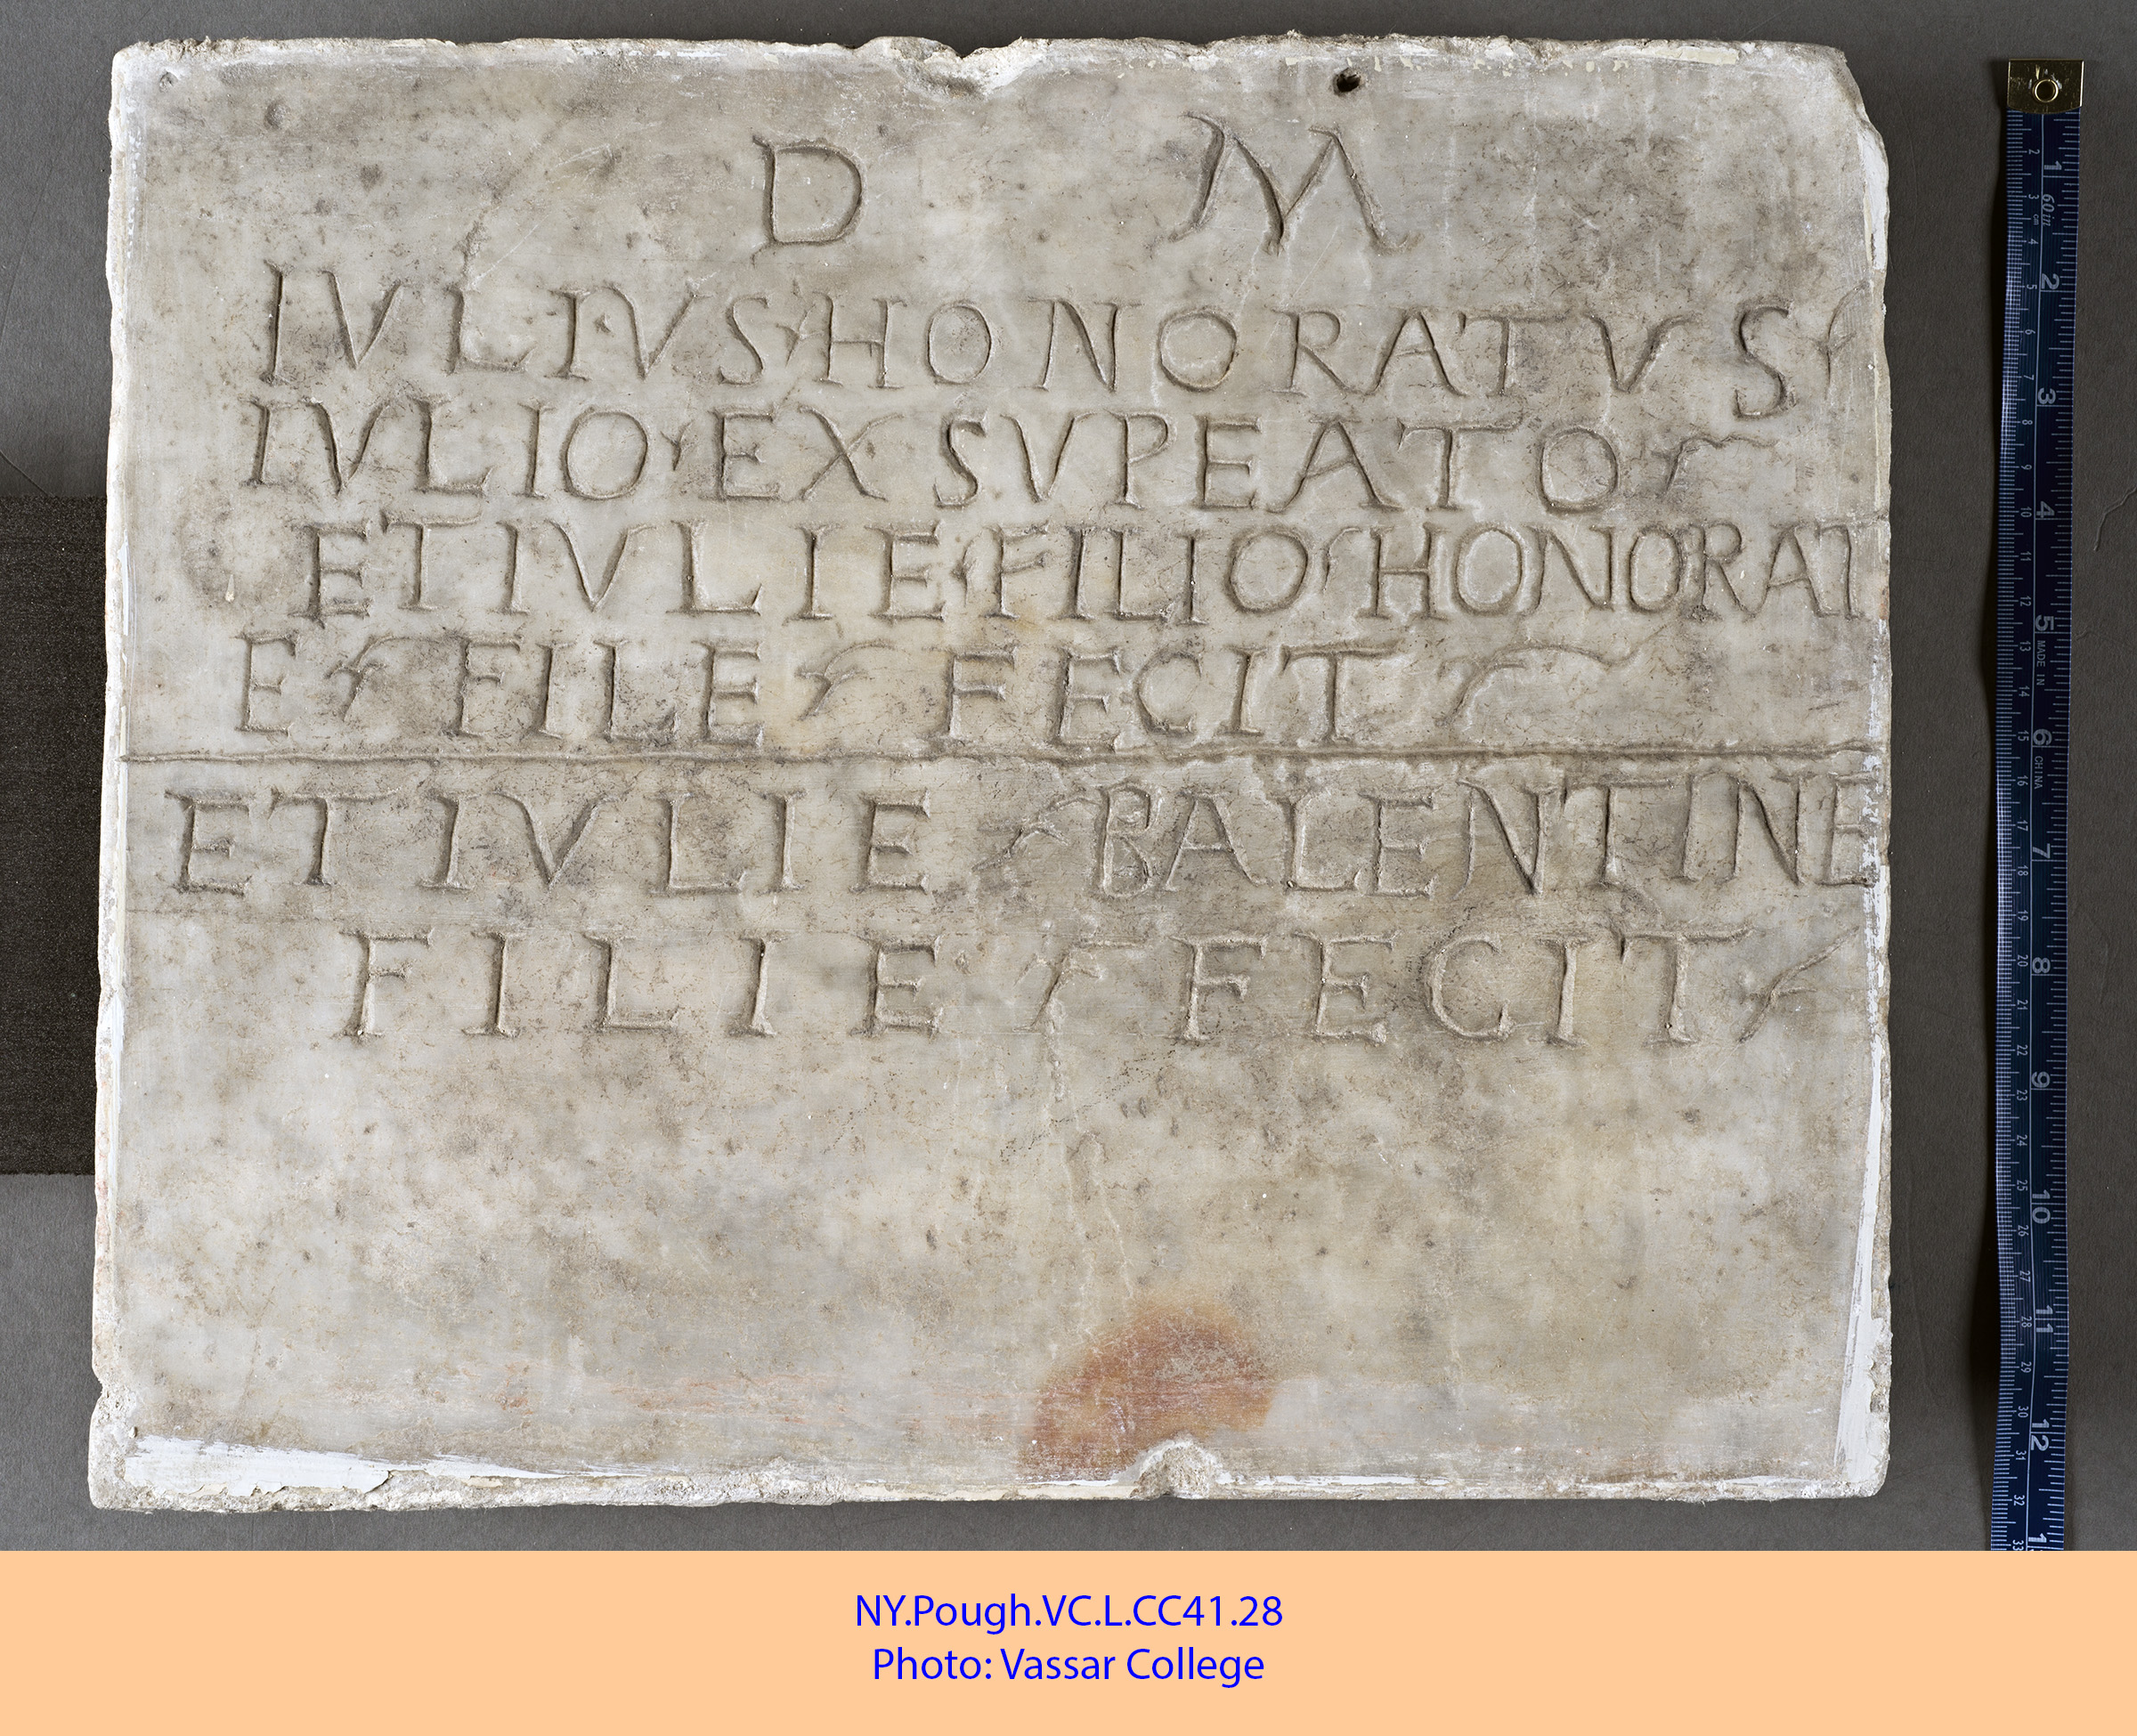 D M
IVLIVS HONORATVS
IVLIO EX SVPEATO
ET IVLIE FILIO HONORAT
E FILE FECIT
ET IVLIE BALENTINE
FILIE FECIT
NY.Pough.VC.L.CC41.28
Photo: Vassar College